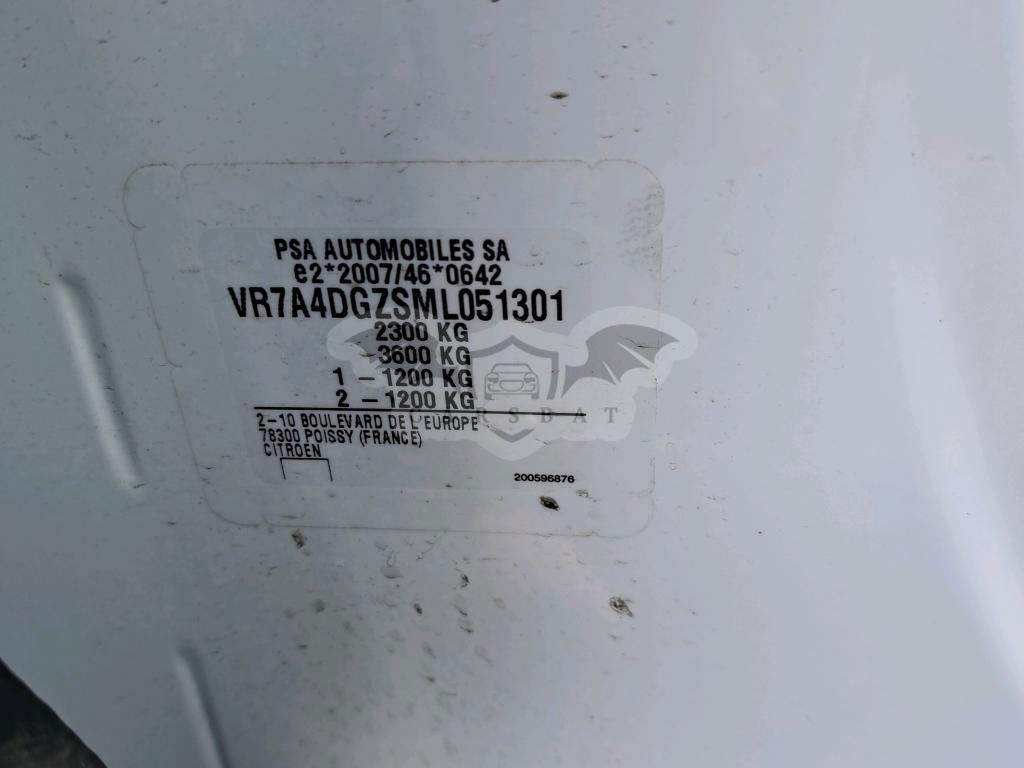 PSA AUTOMOBILES SA
e2*2007/46*0642
VR7A4DGZSML051301
2300 KG
3600 KG
1 - 1200 KG
2 - 1200 KG
CARSBAT
2-10 BOULEVARD DE L'EUROPE
78300 POISSY (FRANCE)
CITROEN
200596876